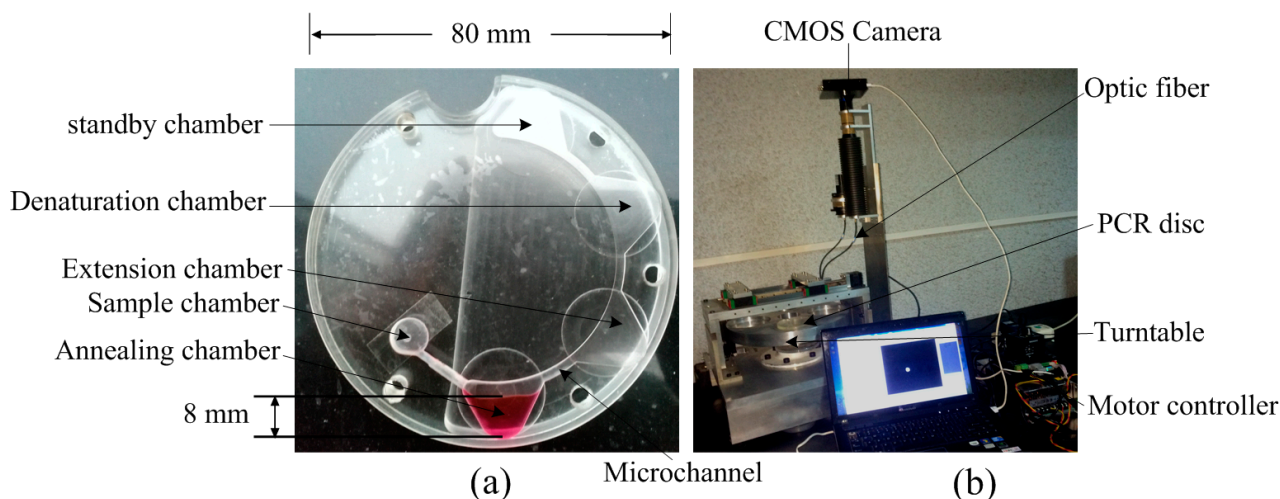 80 mm
standby chamber
Denaturation chamber
Extension chamber
Sample chamber
Annealing chamber
8 mm
Microchannel
(a)
CMOS Camera
Optic fiber
PCR disc
Turntable
Motor controller
(b)